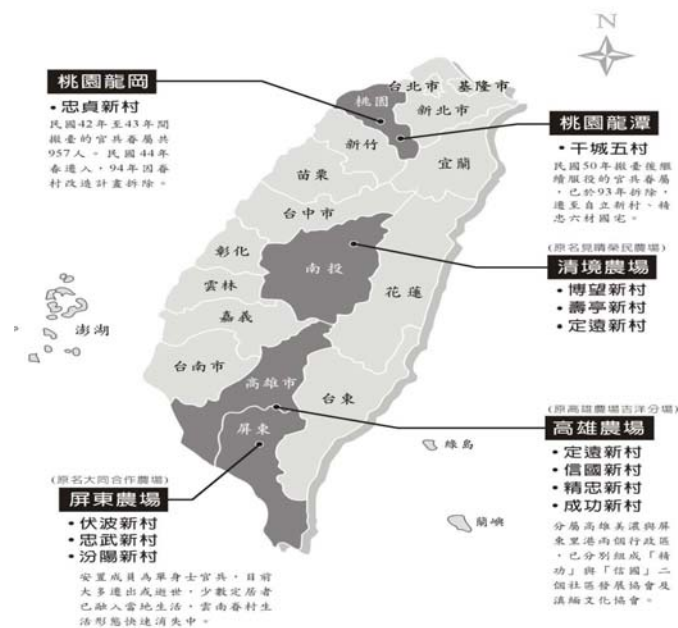 N
桃園龍岡
•忠貞新村
民國42年至43年間
撤臺的官兵眷屬共
957人。民國44年
春遷入,94年因眷
村改造計畫拆除。
桃園龍潭
•干城五村
民國50年撤臺後繼
續服役的官兵眷屬,
已於93年拆除,
遷至自立新村、精
忠六村國宅。
(原名見晴榮民農場)
清境農場
•博望新村
•壽亭新村
•定遠新村
(原高雄農場吉洋分場)
高雄農場
•定遠新村
•信國新村
•精忠新村
•成功新村
分屬高雄美濃與屏
東里港兩個行政區
,已分別組成「精
功」與「信國」二
個社區發展協會及
滇緬文化協會。
(原名大同合作農場)
屏東農場
•伏波新村
•忠武新村
•汾陽新村
安置成員為單身士官兵,目前
大多遷出或逝世,少數定居者
已融入當地生活,雲南眷村生
活形態快速消失中。
台北市
基隆市
桃園
新北市
新竹
宜蘭
苗栗
台中市
彰化
南投
花蓮
雲林
嘉義
澎湖
台南市
高雄市
台東
屏東
綠島
蘭嶼